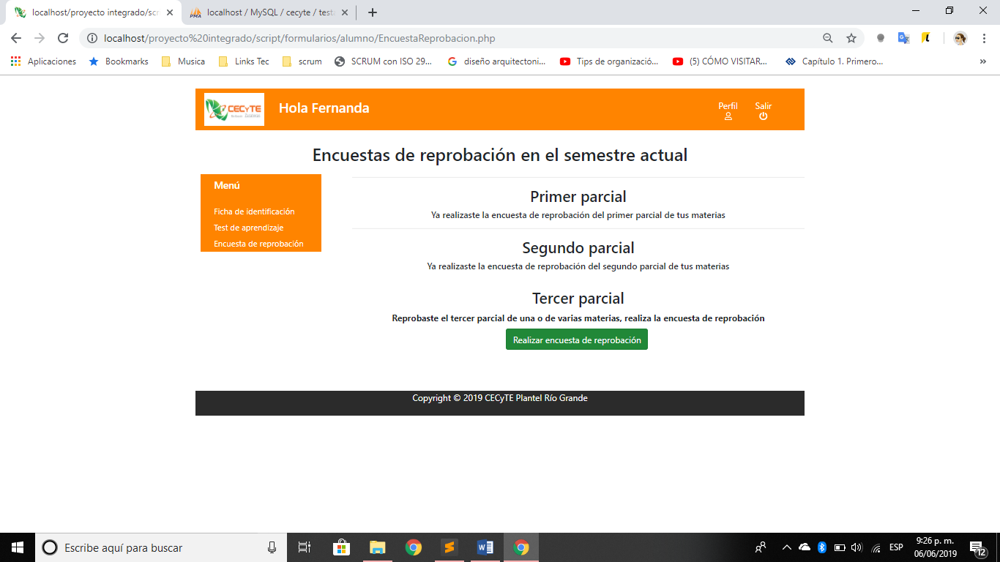 localhost/proyecto integrado/scr
localhost / MySQL / cecyte / test
localhost/proyecto%20integrado/script/formularios/alumno/EncuestaReprobacion.php
Aplicaciones
Bookmarks
Musica
Links Tec
scrum
SCRUM con ISO 29...
diseño arquitectoni...
Tips de organizació...
(5) CÓMO VISITAR...
Capítulo 1. Primero...
»
CECyTE
Hola Fernanda
Perfil
Salir
Encuestas de reprobación en el semestre actual
Menú
Ficha de identificación
Test de aprendizaje
Encuesta de reprobación
Primer parcial
Ya realizaste la encuesta de reprobación del primer parcial de tus materias
Segundo parcial
Ya realizaste la encuesta de reprobación del segundo parcial de tus materias
Tercer parcial
Reprobaste el tercer parcial de una o de varias materias, realiza la encuesta de reprobación
Realizar encuesta de reprobación
Copyright © 2019 CECyTE Plantel Río Grande
Escribe aquí para buscar
ESP
9:26 p. m.
06/06/2019
12